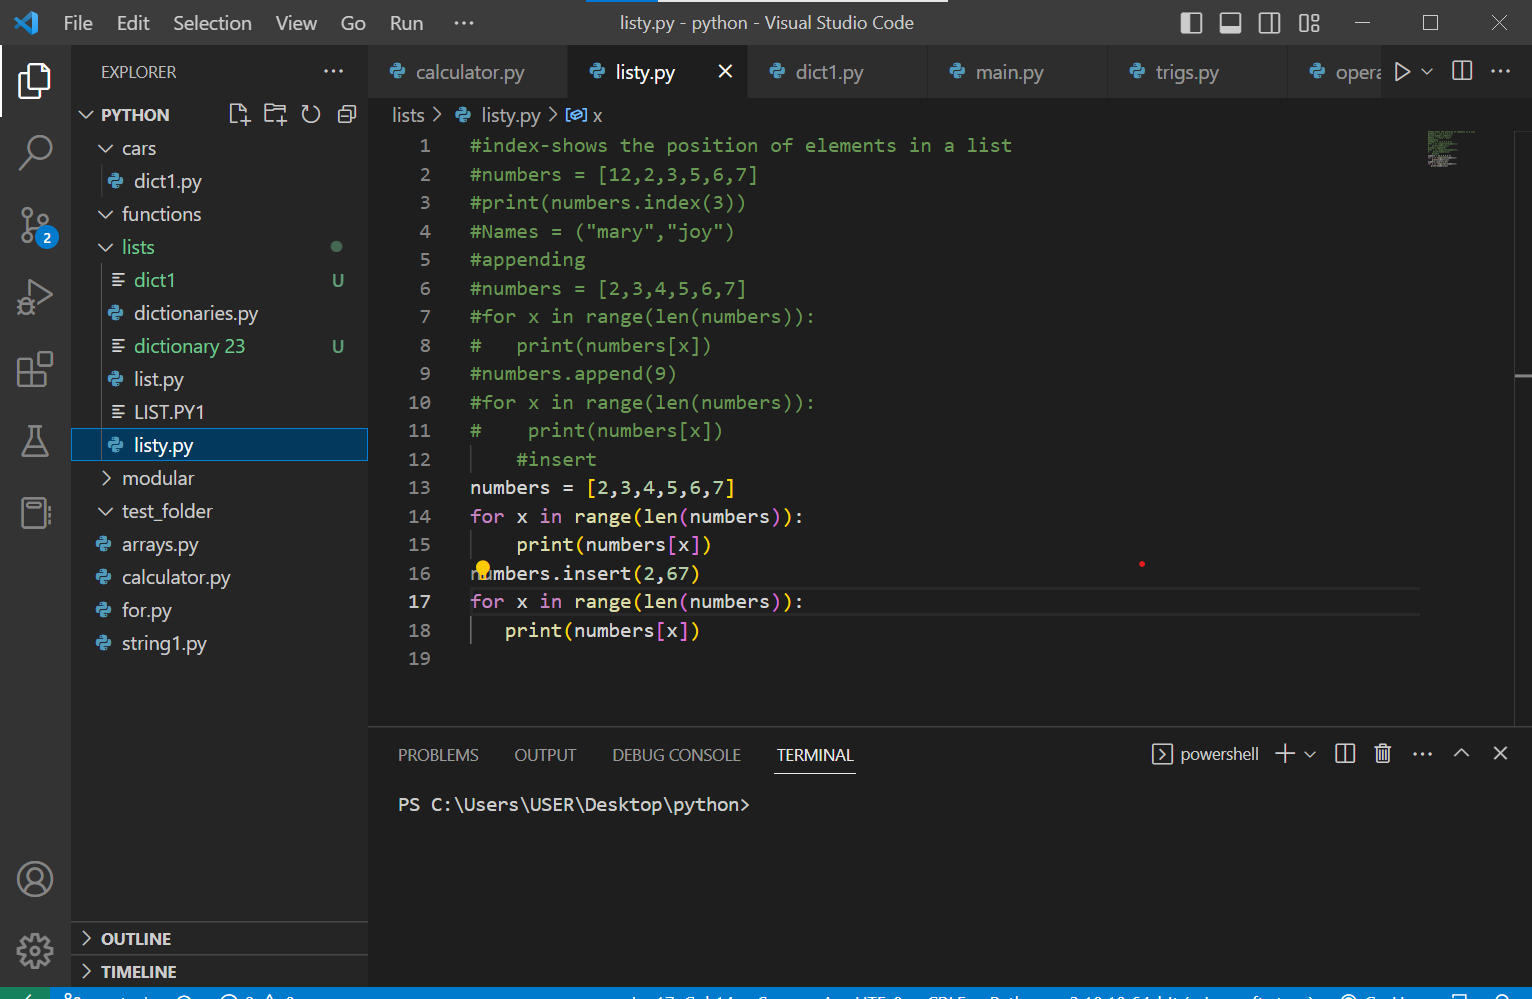 File Edit Selection View Go Run ··· listy.py - python - Visual Studio Code
EXPLORER ···
calculator.py listy.py dict1.py main.py trigs.py opera
PYTHON
lists > listy.py > x
cars
dict1.py
functions
lists
dict1 U
dictionaries.py
dictionary 23 U
list.py
LIST.PY1
listy.py
modular
test_folder
arrays.py
calculator.py
for.py
string1.py
OUTLINE
TIMELINE
2
1 #index-shows the position of elements in a list
2 #numbers = [12,2,3,5,6,7]
3 #print(numbers.index(3))
4 #Names = ("mary","joy")
5 #appending
6 #numbers = [2,3,4,5,6,7]
7 #for x in range(len(numbers)):
8 #   print(numbers[x])
9 #numbers.append(9)
10 #for x in range(len(numbers)):
11 #    print(numbers[x])
12     #insert
13 numbers = [2,3,4,5,6,7]
14 for x in range(len(numbers)):
15     print(numbers[x])
16 numbers.insert(2,67)
17 for x in range(len(numbers)):
18    print(numbers[x])
19
PROBLEMS OUTPUT DEBUG CONSOLE TERMINAL powershell
PS C:\Users\USER\Desktop\python>